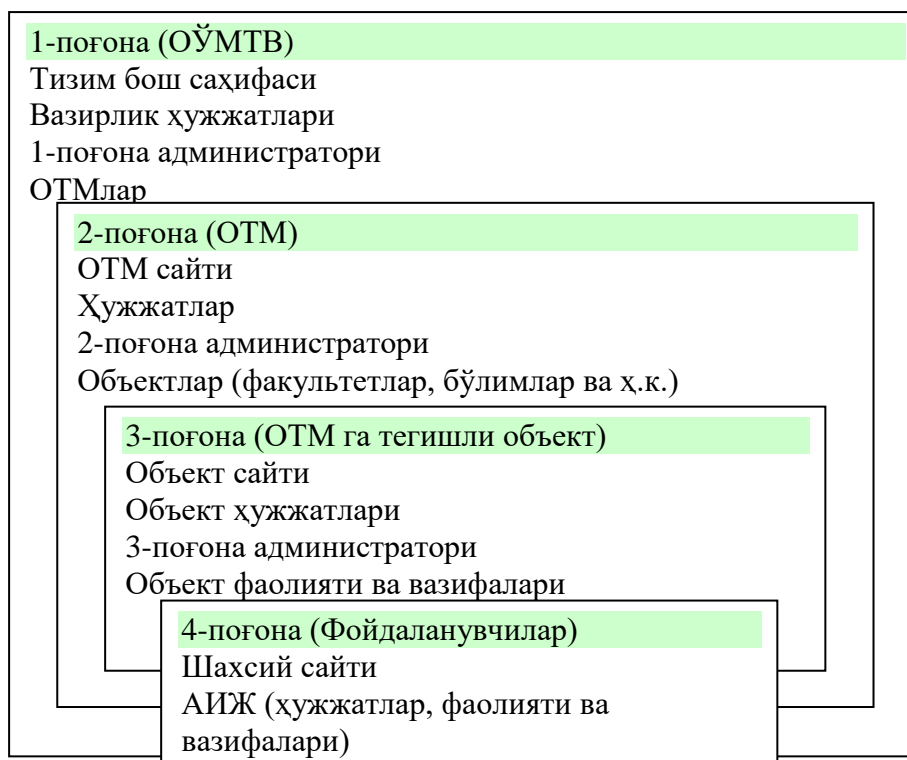 1-поғона (ОЎМТВ)
Тизим бош саҳифаси
Вазирлик ҳужжатлари
1-поғона администратори
ОТМлар
2-поғона (ОТМ)
ОТМ сайти
Ҳужжатлар
2-поғона администратори
Объектлар (факультетлар, бўлимлар ва ҳ.к.)
3-поғона (ОТМ га тегишли объект)
Объект сайти
Объект ҳужжатлари
3-поғона администратори
Объект фаолияти ва вазифалари
4-поғона (Фойдаланувчилар)
Шахсий сайти
АИЖ (ҳужжатлар, фаолияти ва
вазифалари)